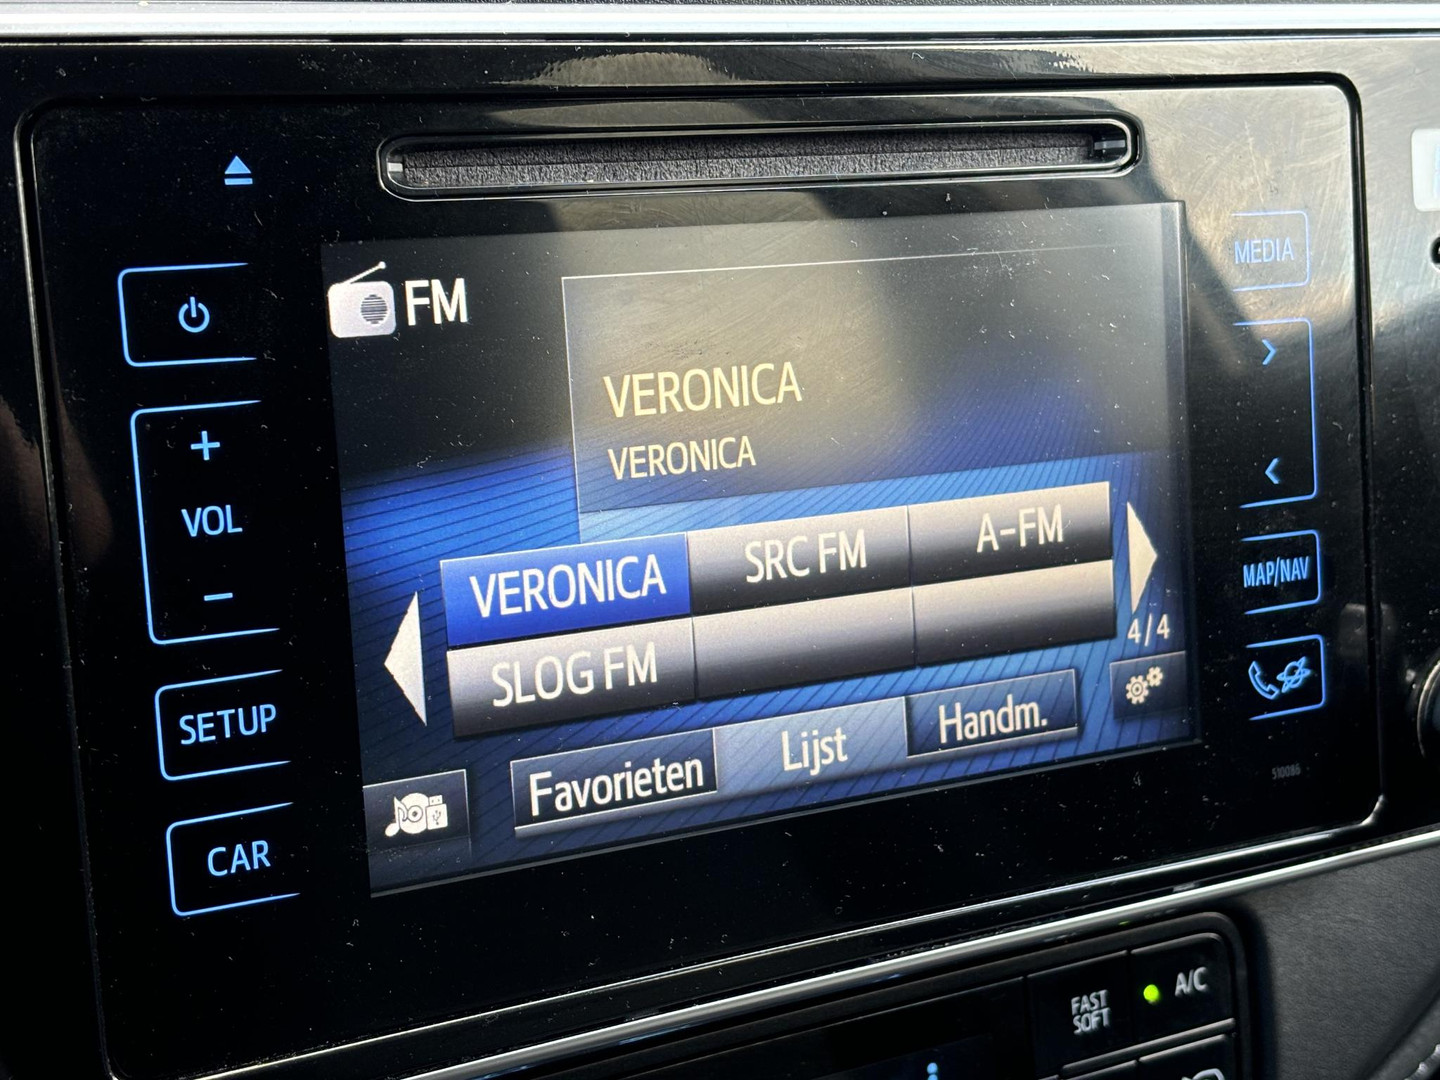 FM
VERONICA
VERONICA
VERONICA
SRC FM
A-FM
SLOG FM
4/4
Favorieten
Lijst
Handm.
VOL
SETUP
CAR
MEDIA
MAP/NAV
510086
FAST
SOFT
A/C